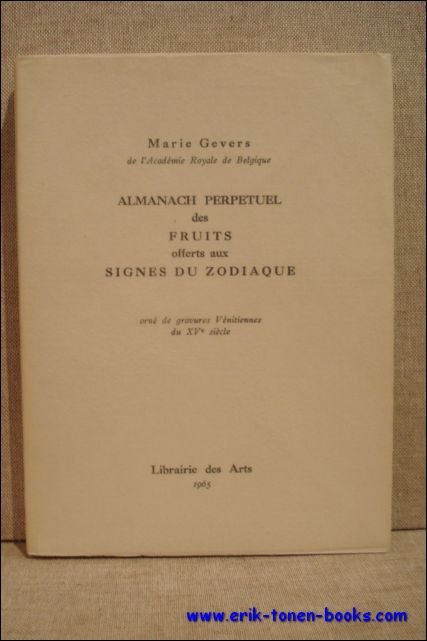 Marie Gevers
de l'Académie Royale de Belgique
ALMANACH PERPETUEL
des
FRUITS
offerts aux
SIGNES DU ZODIAQUE
orné de gravures Vénitiennes
du XVᵉ siècle
Librairie des Arts
1965
www.erik-tonen-books.com